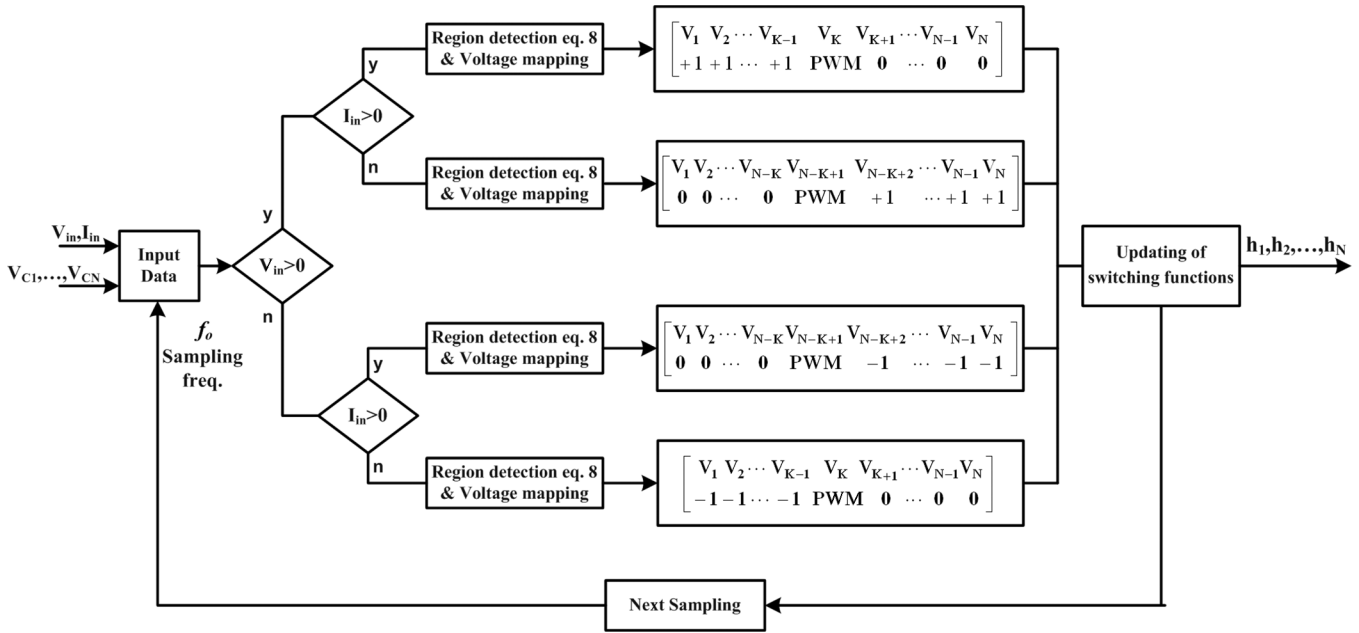 V_in,I_in
V_C1,…,V_CN
Input
Data
f_o
Sampling
freq.
V_in>0
y
n
I_in>0
y
n
Region detection eq. 8
& Voltage mapping
V_1 V_2 ⋯ V_K−1 V_K V_K+1 ⋯ V_N−1 V_N
+1 +1 ⋯ +1 PWM 0 ⋯ 0 0
Region detection eq. 8
& Voltage mapping
V_1 V_2 ⋯ V_N−K V_N−K+1 V_N−K+2 ⋯ V_N−1 V_N
0 0 ⋯ 0 PWM +1 ⋯ +1 +1
I_in>0
y
n
Region detection eq. 8
& Voltage mapping
V_1 V_2 ⋯ V_N−K V_N−K+1 V_N−K+2 ⋯ V_N−1 V_N
0 0 ⋯ 0 PWM −1 ⋯ −1 −1
Region detection eq. 8
& Voltage mapping
V_1 V_2 ⋯ V_K−1 V_K V_K+1 ⋯ V_N−1 V_N
−1 −1 ⋯ −1 PWM 0 ⋯ 0 0
Updating of
switching functions
h_1,h_2,…,h_N
Next Sampling